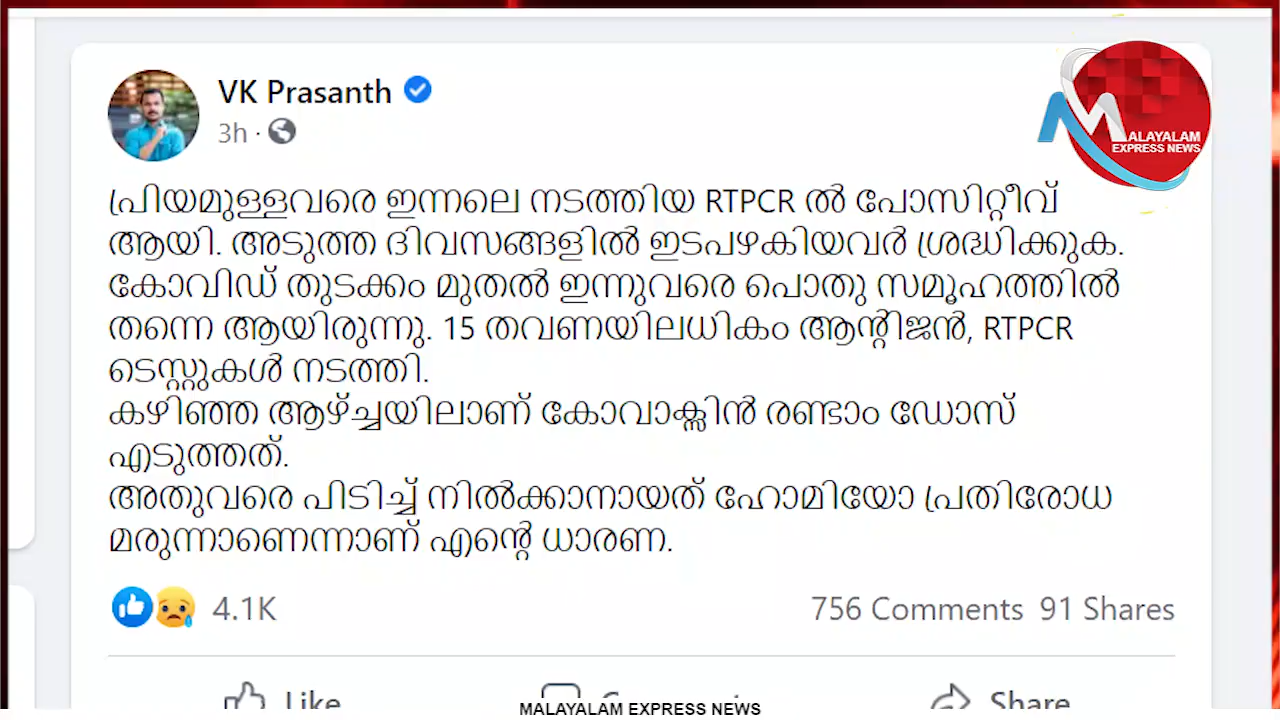 VK Prasanth
3h ·
പ്രിയമുള്ളവരെ ഇന്നലെ നടത്തിയ RTPCR ൽ പോസിറ്റീവ്
ആയി. അടുത്ത ദിവസങ്ങളിൽ ഇടപഴകിയവർ ശ്രദ്ധിക്കുക.
കോവിഡ് തുടക്കം മുതൽ ഇന്നുവരെ പൊതു സമൂഹത്തിൽ
തന്നെ ആയിരുന്നു. 15 തവണയിലധികം ആന്റിജൻ, RTPCR
ടെസ്റ്റുകൾ നടത്തി.
കഴിഞ്ഞ ആഴ്ച്ചയിലാണ് കോവാക്സിൻ രണ്ടാം ഡോസ്
എടുത്തത്.
അതുവരെ പിടിച്ച് നിൽക്കാനായത് ഹോമിയോ പ്രതിരോധ
മരുന്നാണെന്നാണ് എന്റെ ധാരണ.
4.1K
756 Comments 91 Shares
Like
Share
MALAYALAM EXPRESS NEWS
MALAYALAM
EXPRESS NEWS